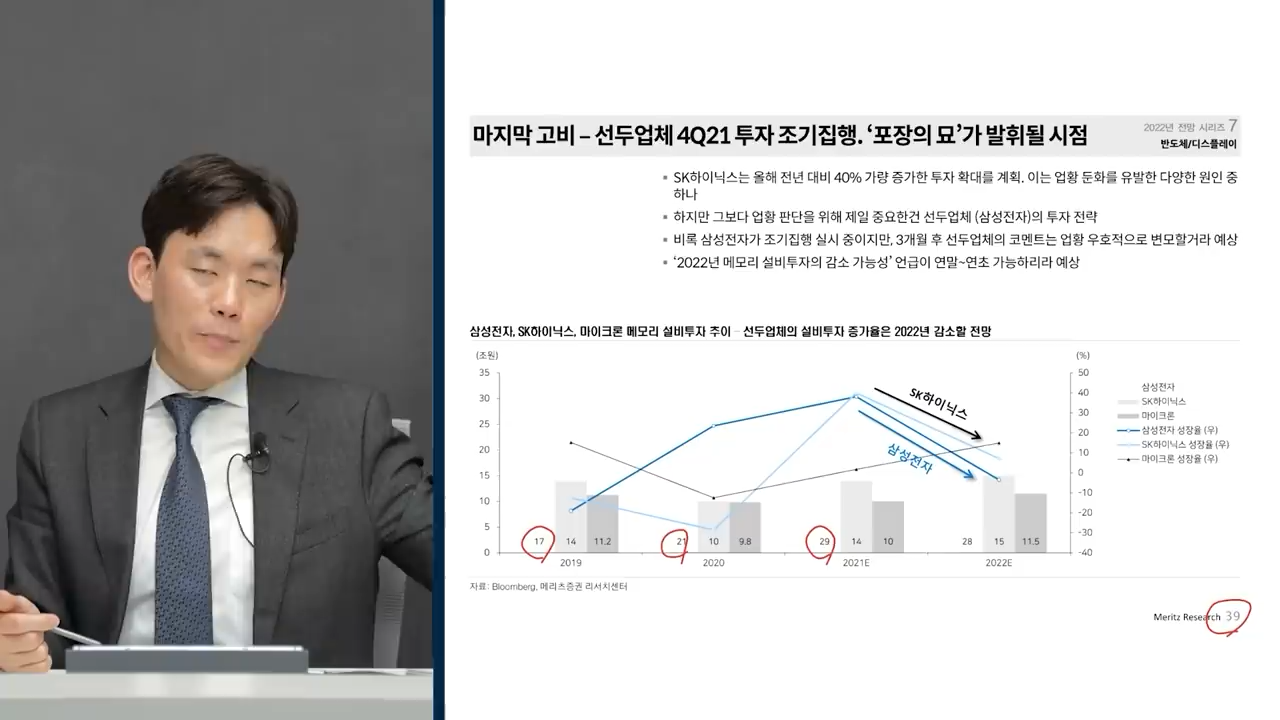 마지막 고비 – 선두업체 4Q21 투자 조기집행. ‘포장의 묘’가 발휘될 시점
2022년 전망 시리즈 7
반도체/디스플레이
▪ SK하이닉스는 올해 전년 대비 40% 가량 증가한 투자 확대를 계획. 이는 업황 둔화를 유발한 다양한 원인 중
하나
▪ 하지만 그보다 업황 판단을 위해 제일 중요한건 선두업체 (삼성전자)의 투자 전략
▪ 비록 삼성전자가 조기집행 실시 중이지만, 3개월 후 선두업체의 코멘트는 업황 우호적으로 변모할거라 예상
▪ ‘2022년 메모리 설비투자의 감소 가능성’ 언급이 연말~연초 가능하리라 예상
삼성전자, SK하이닉스, 마이크론 메모리 설비투자 추이 – 선두업체의 설비투자 증가율은 2022년 감소할 전망
(조원)
35
30
25
20
15
10
5
0
(%)
50
40
30
20
10
0
-10
-20
-30
-40
SK하이닉스
삼성전자
17 14 11.2
21 10 9.8
29 14 10
28 15 11.5
2019 2020 2021E 2022E
삼성전자
SK하이닉스
마이크론
삼성전자 성장율 (우)
SK하이닉스 성장율 (우)
마이크론 성장율 (우)
자료: Bloomberg, 메리츠증권 리서치센터
Meritz Research 39